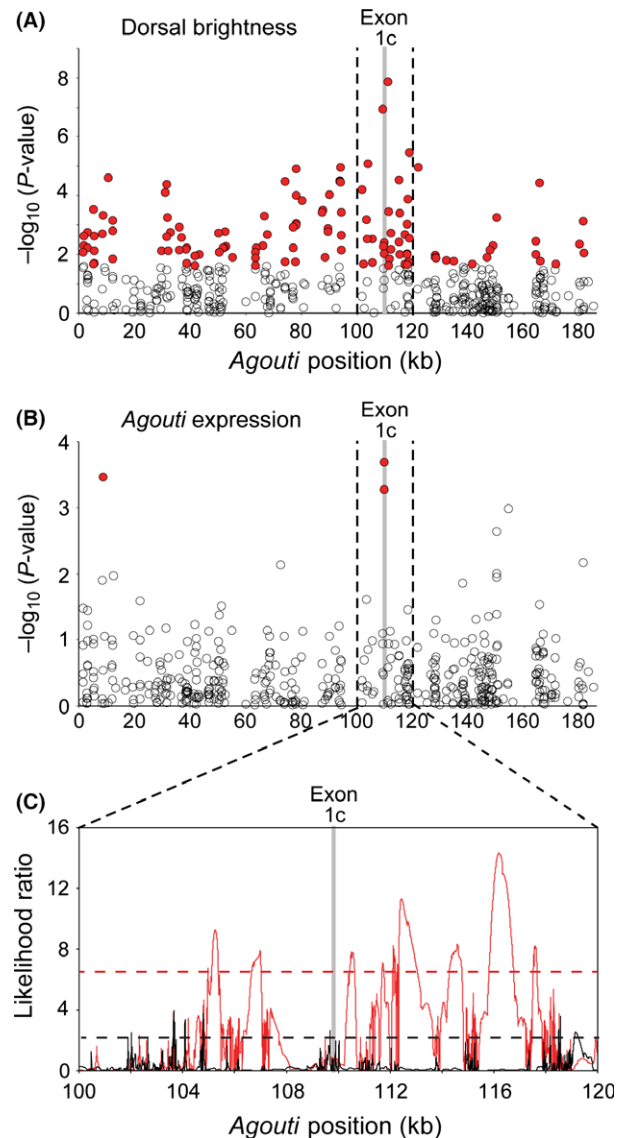 (A)
Dorsal brightness
Exon
1c
−log10 (P-value)
8
6
4
2
0
0 20 40 60 80 100 120 140 160 180
Agouti position (kb)
(B)
Agouti expression
Exon
1c
−log10 (P-value)
4
3
2
1
0
0 20 40 60 80 100 120 140 160 180
Agouti position (kb)
(C)
Exon
1c
Likelihood ratio
16
12
8
4
0
100 104 108 112 116 120
Agouti position (kb)